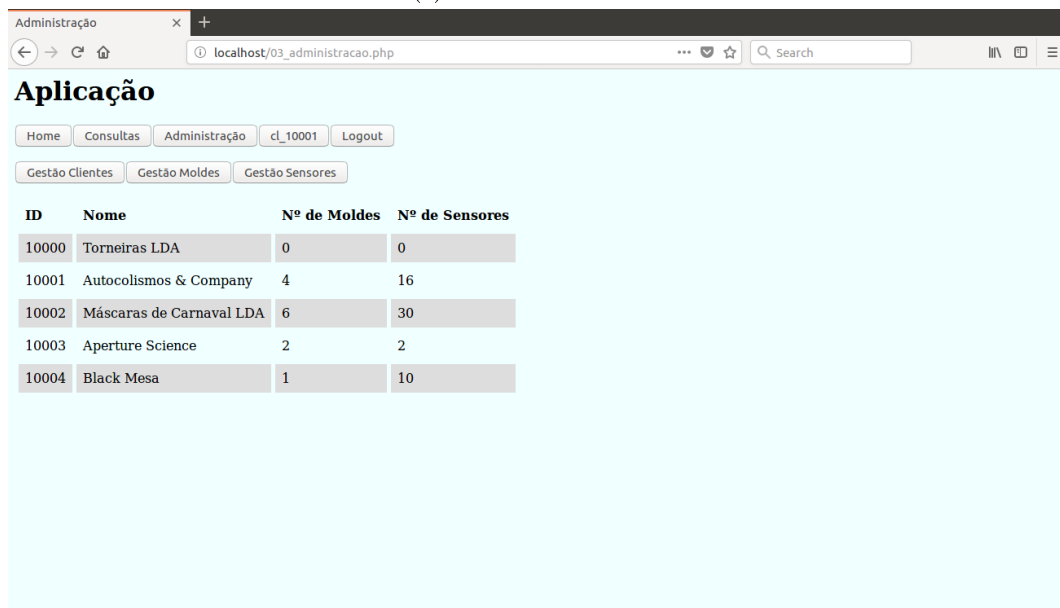 Administração
localhost/03_administracao.php
Search
Aplicação
Home Consultas Administração cl_10001 Logout
Gestão Clientes Gestão Moldes Gestão Sensores
ID Nome Nº de Moldes Nº de Sensores
10000 Torneiras LDA 0 0
10001 Autocolismos & Company 4 16
10002 Máscaras de Carnaval LDA 6 30
10003 Aperture Science 2 2
10004 Black Mesa 1 10